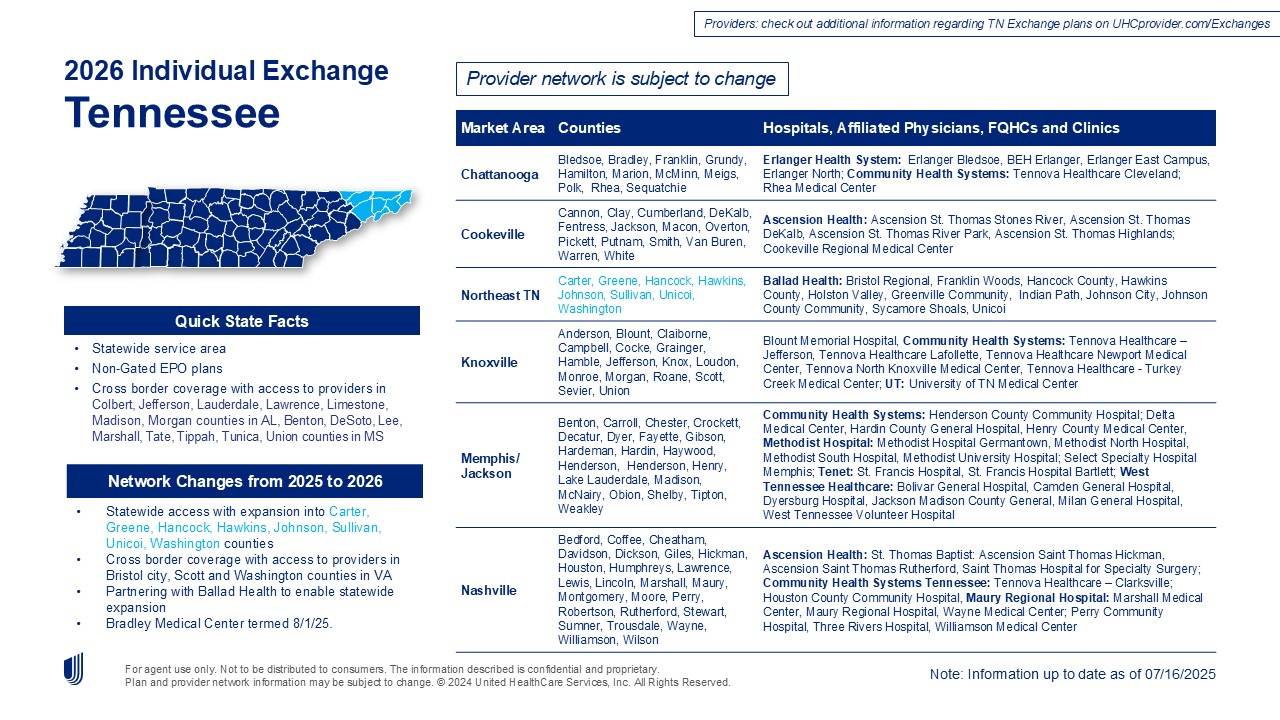 Providers: check out additional information regarding TN Exchange plans on UHCprovider.com/Exchanges
2026 Individual Exchange
Tennessee
Provider network is subject to change
Quick State Facts
• Statewide service area
• Non-Gated EPO plans
• Cross border coverage with access to providers in
Colbert, Jefferson, Lauderdale, Lawrence, Limestone,
Madison, Morgan counties in AL, Benton, DeSoto, Lee,
Marshall, Tate, Tippah, Tunica, Union counties in MS
Network Changes from 2025 to 2026
• Statewide access with expansion into Carter,
Greene, Hancock, Hawkins, Johnson, Sullivan,
Unicoi, Washington counties
• Cross border coverage with access to providers in
Bristol city, Scott and Washington counties in VA
• Partnering with Ballad Health to enable statewide
expansion
• Bradley Medical Center termed 8/1/25.
Market Area Counties Hospitals, Affiliated Physicians, FQHCs and Clinics
Chattanooga
Bledsoe, Bradley, Franklin, Grundy,
Hamilton, Marion, McMinn, Meigs,
Polk, Rhea, Sequatchie
Erlanger Health System: Erlanger Bledsoe, BEH Erlanger, Erlanger East Campus,
Erlanger North; Community Health Systems: Tennova Healthcare Cleveland;
Rhea Medical Center
Cookeville
Cannon, Clay, Cumberland, DeKalb,
Fentress, Jackson, Macon, Overton,
Pickett, Putnam, Smith, Van Buren,
Warren, White
Ascension Health: Ascension St. Thomas Stones River, Ascension St. Thomas
DeKalb, Ascension St. Thomas River Park, Ascension St. Thomas Highlands;
Cookeville Regional Medical Center
Northeast TN
Carter, Greene, Hancock, Hawkins,
Johnson, Sullivan, Unicoi,
Washington
Ballad Health: Bristol Regional, Franklin Woods, Hancock County, Hawkins
County, Holston Valley, Greenville Community, Indian Path, Johnson City, Johnson
County Community, Sycamore Shoals, Unicoi
Knoxville
Anderson, Blount, Claiborne,
Campbell, Cocke, Grainger,
Hamble, Jefferson, Knox, Loudon,
Monroe, Morgan, Roane, Scott,
Sevier, Union
Blount Memorial Hospital, Community Health Systems: Tennova Healthcare –
Jefferson, Tennova Healthcare Lafollette, Tennova Healthcare Newport Medical
Center, Tennova North Knoxville Medical Center, Tennova Healthcare - Turkey
Creek Medical Center; UT: University of TN Medical Center
Memphis/
Jackson
Benton, Carroll, Chester, Crockett,
Decatur, Dyer, Fayette, Gibson,
Hardeman, Hardin, Haywood,
Henderson, Henderson, Henry,
Lake Lauderdale, Madison,
McNairy, Obion, Shelby, Tipton,
Weakley
Community Health Systems: Henderson County Community Hospital; Delta
Medical Center, Hardin County General Hospital, Henry County Medical Center,
Methodist Hospital: Methodist Hospital Germantown, Methodist North Hospital,
Methodist South Hospital, Methodist University Hospital; Select Specialty Hospital
Memphis; Tenet: St. Francis Hospital, St. Francis Hospital Bartlett; West
Tennessee Healthcare: Bolivar General Hospital, Camden General Hospital,
Dyersburg Hospital, Jackson Madison County General, Milan General Hospital,
West Tennessee Volunteer Hospital
Nashville
Bedford, Coffee, Cheatham,
Davidson, Dickson, Giles, Hickman,
Houston, Humphreys, Lawrence,
Lewis, Lincoln, Marshall, Maury,
Montgomery, Moore, Perry,
Robertson, Rutherford, Stewart,
Sumner, Trousdale, Wayne,
Williamson, Wilson
Ascension Health: St. Thomas Baptist: Ascension Saint Thomas Hickman,
Ascension Saint Thomas Rutherford, Saint Thomas Hospital for Specialty Surgery;
Community Health Systems Tennessee: Tennova Healthcare – Clarksville;
Houston County Community Hospital, Maury Regional Hospital: Marshall Medical
Center, Maury Regional Hospital, Wayne Medical Center; Perry Community
Hospital, Three Rivers Hospital, Williamson Medical Center
For agent use only. Not to be distributed to consumers. The information described is confidential and proprietary.
Plan and provider network information may be subject to change. © 2024 United HealthCare Services, Inc. All Rights Reserved.
Note: Information up to date as of 07/16/2025